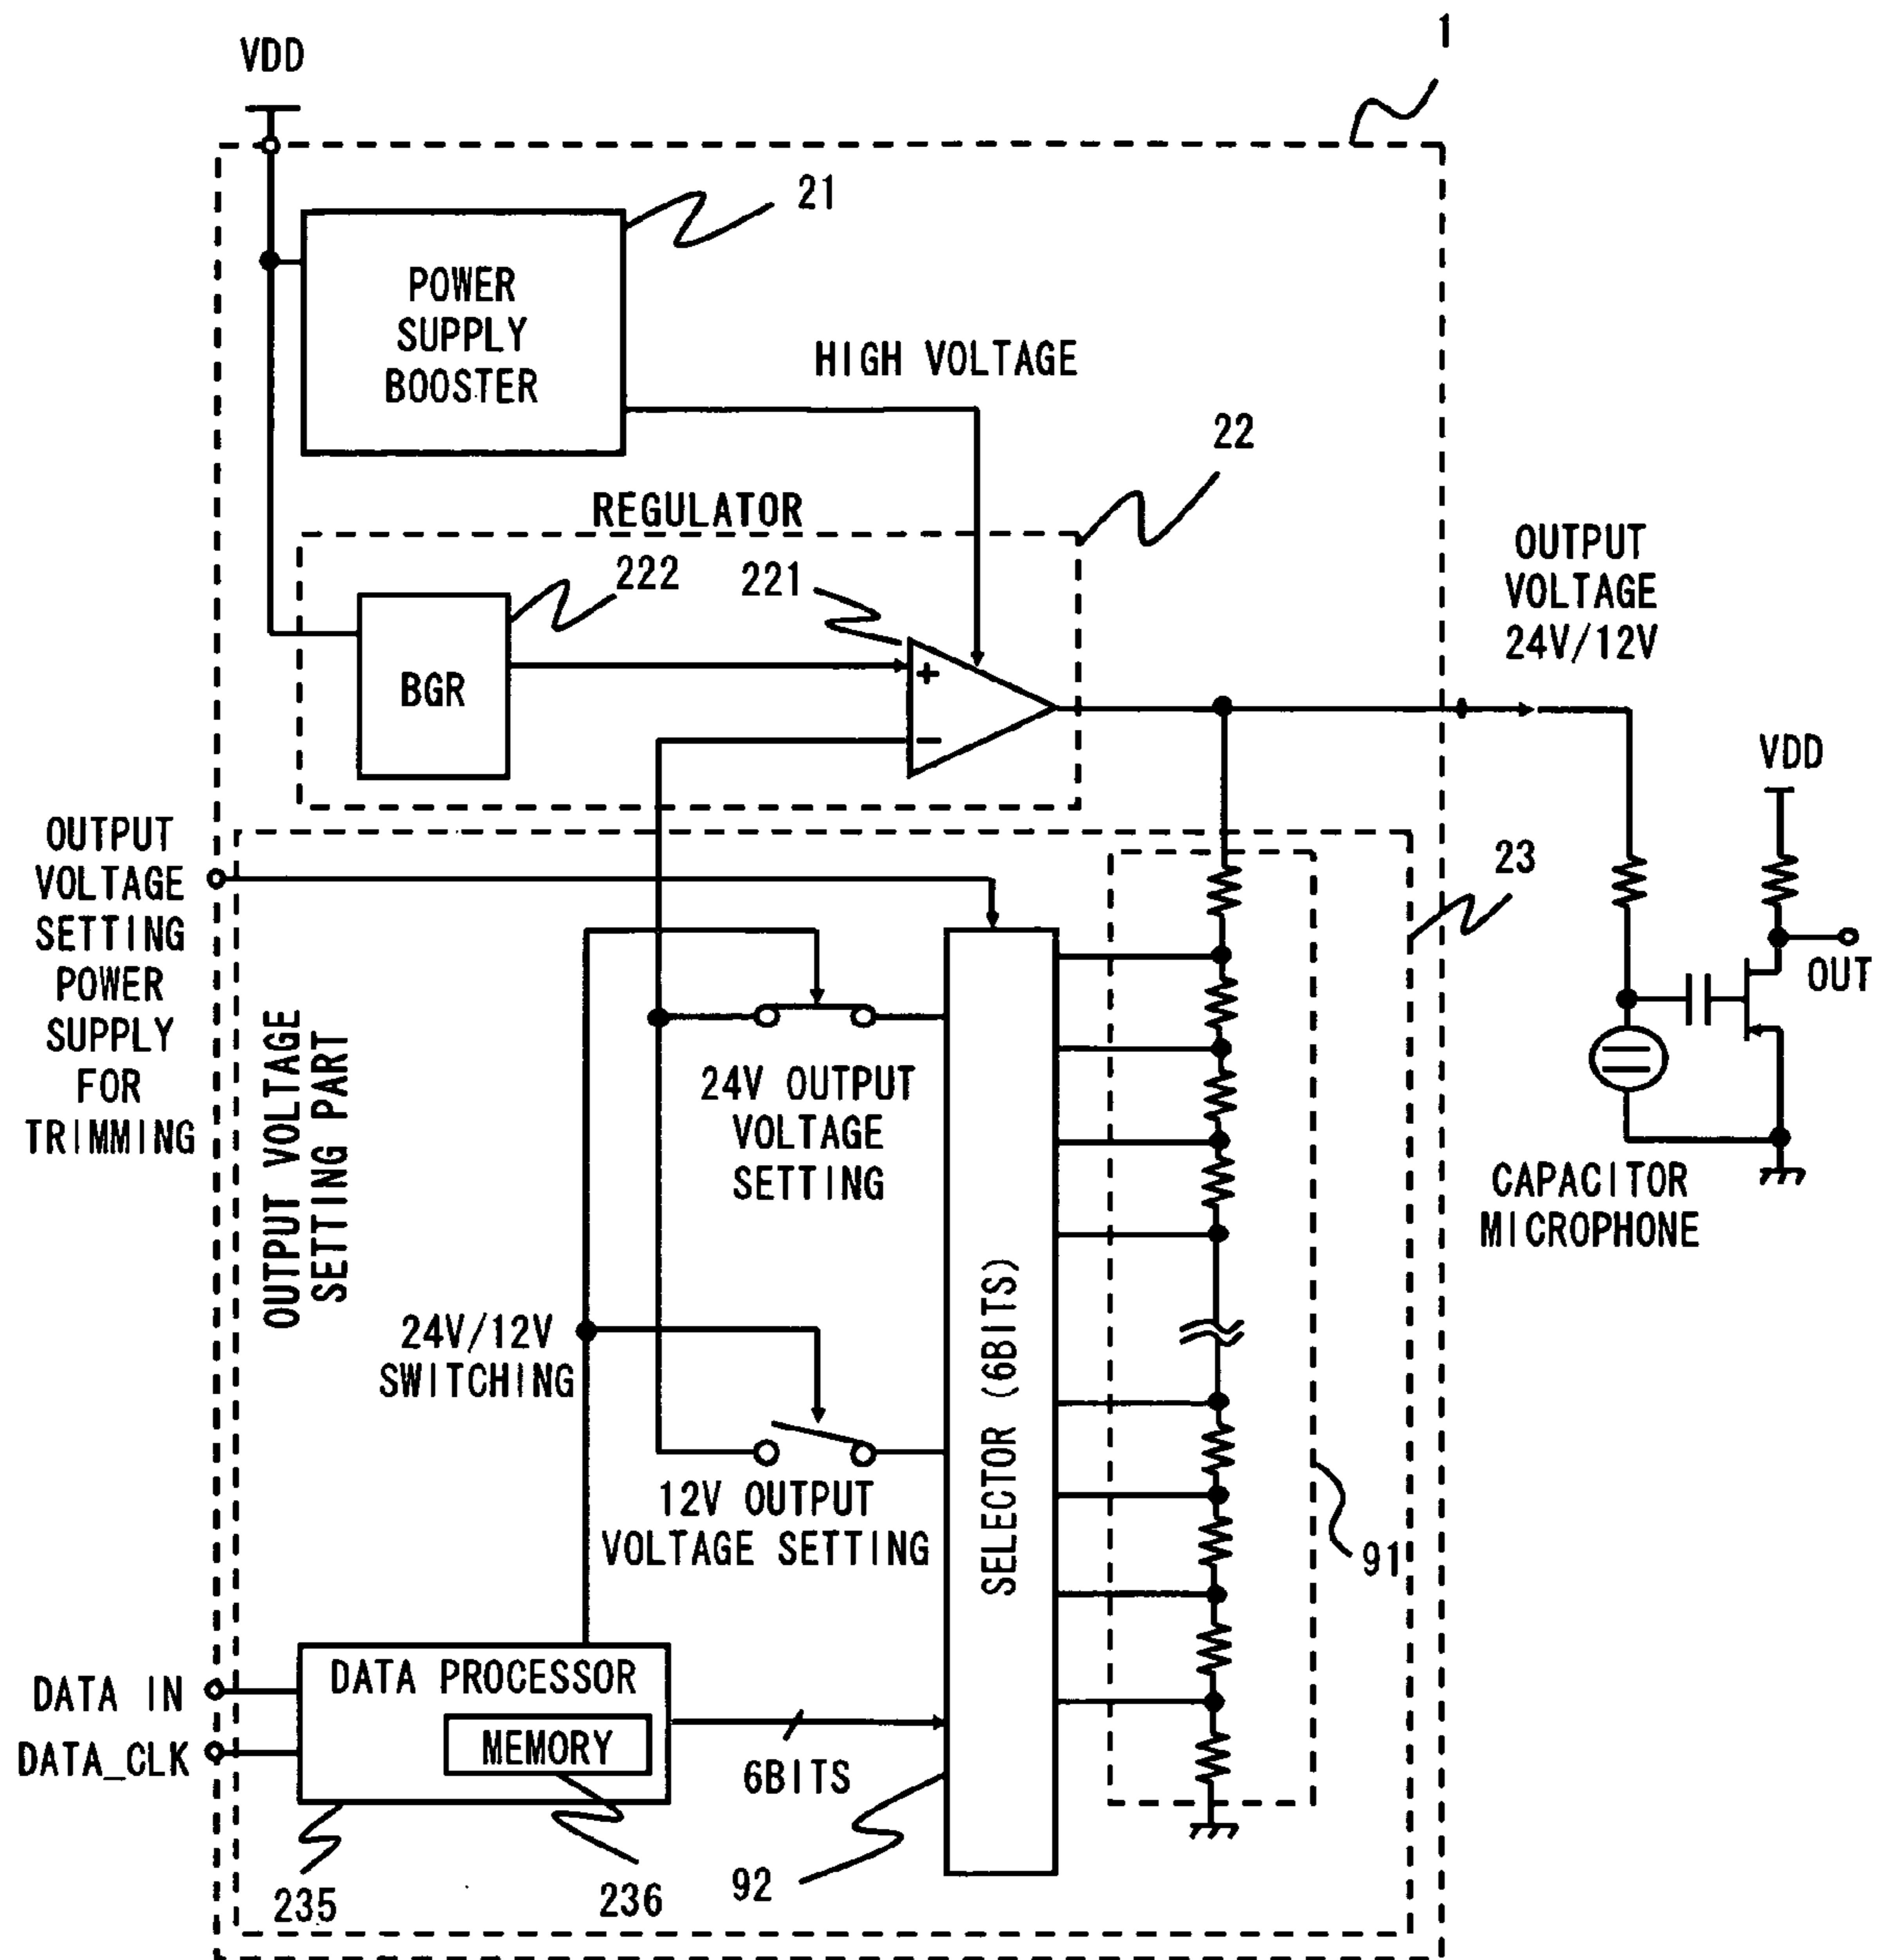 1
VDD
21
POWER
SUPPLY
BOOSTER
HIGH VOLTAGE
22
REGULATOR
222
221
BGR
+
−
OUTPUT
VOLTAGE
24V/12V
VDD
OUTPUT
VOLTAGE
SETTING
POWER
SUPPLY
FOR
TRIMMING
23
OUT
OUTPUT VOLTAGE
SETTING PART
24V OUTPUT
VOLTAGE
SETTING
CAPACITOR
MICROPHONE
24V/12V
SWITCHING
SELECTOR (6BITS)
12V OUTPUT
VOLTAGE SETTING
91
DATA IN
DATA_CLK
DATA PROCESSOR
MEMORY
6BITS
235
236
92